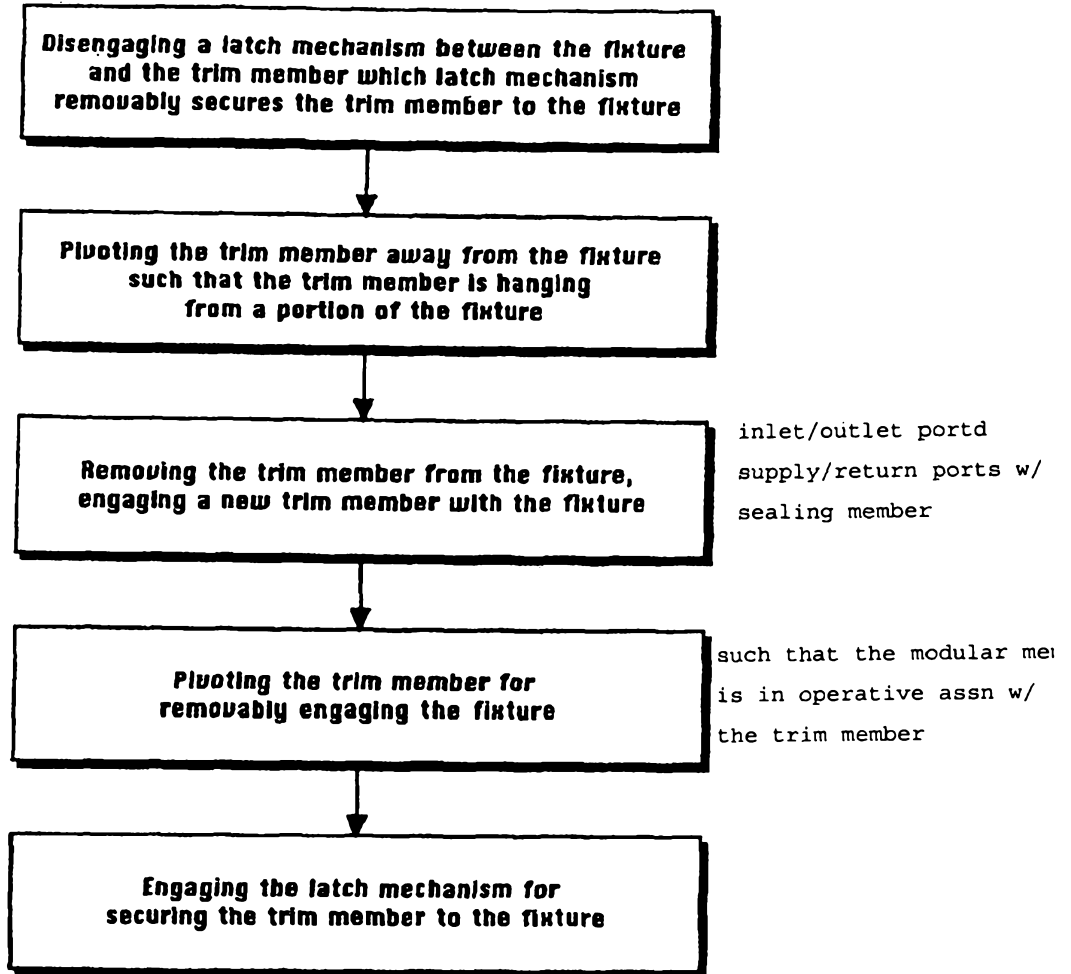 Disengaging a latch mechanism between the fixture
and the trim member which latch mechanism
removably secures the trim member to the fixture
Pivoting the trim member away from the fixture
such that the trim member is hanging
from a portion of the fixture
Removing the trim member from the fixture,
engaging a new trim member with the fixture
inlet/outlet portd
supply/return ports w/
sealing member
Pivoting the trim member for
removably engaging the fixture
such that the modular
is in operative assn w/
the trim member
Engaging the latch mechanism for
securing the trim member to the fixture